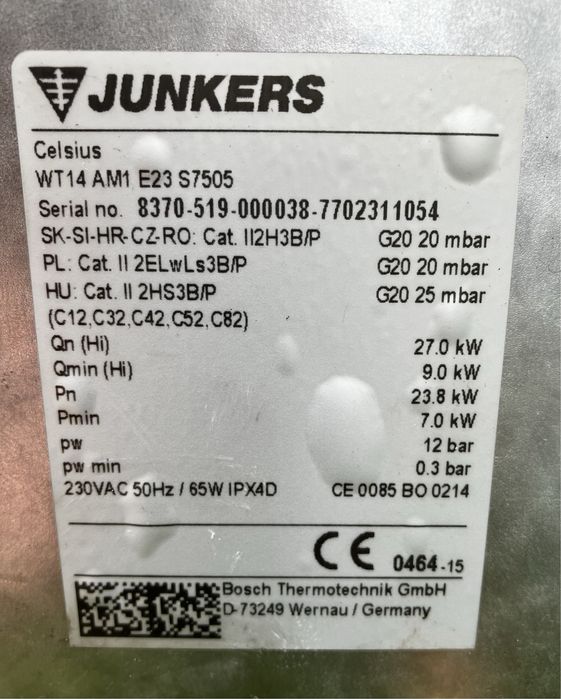 JUNKERS
Celsius
WT14 AM1 E23 S7505
Serial no. 8370-519-000038-7702311054
SK-SI-HR-CZ-RO: Cat. II2H3B/P G20 20 mbar
PL: Cat. II 2ELwLs3B/P G20 20 mbar
HU: Cat. II 2HS3B/P G20 25 mbar
(C12,C32,C42,C52,C82)
Qn (Hi) 27.0 kW
Qmin (Hi) 9.0 kW
Pn 23.8 kW
Pmin 7.0 kW
pw 12 bar
pw min 0.3 bar
230VAC 50Hz / 65W IPX4D CE 0085 BO 0214
CE 0464-15
Bosch Thermotechnik GmbH
D-73249 Wernau / Germany